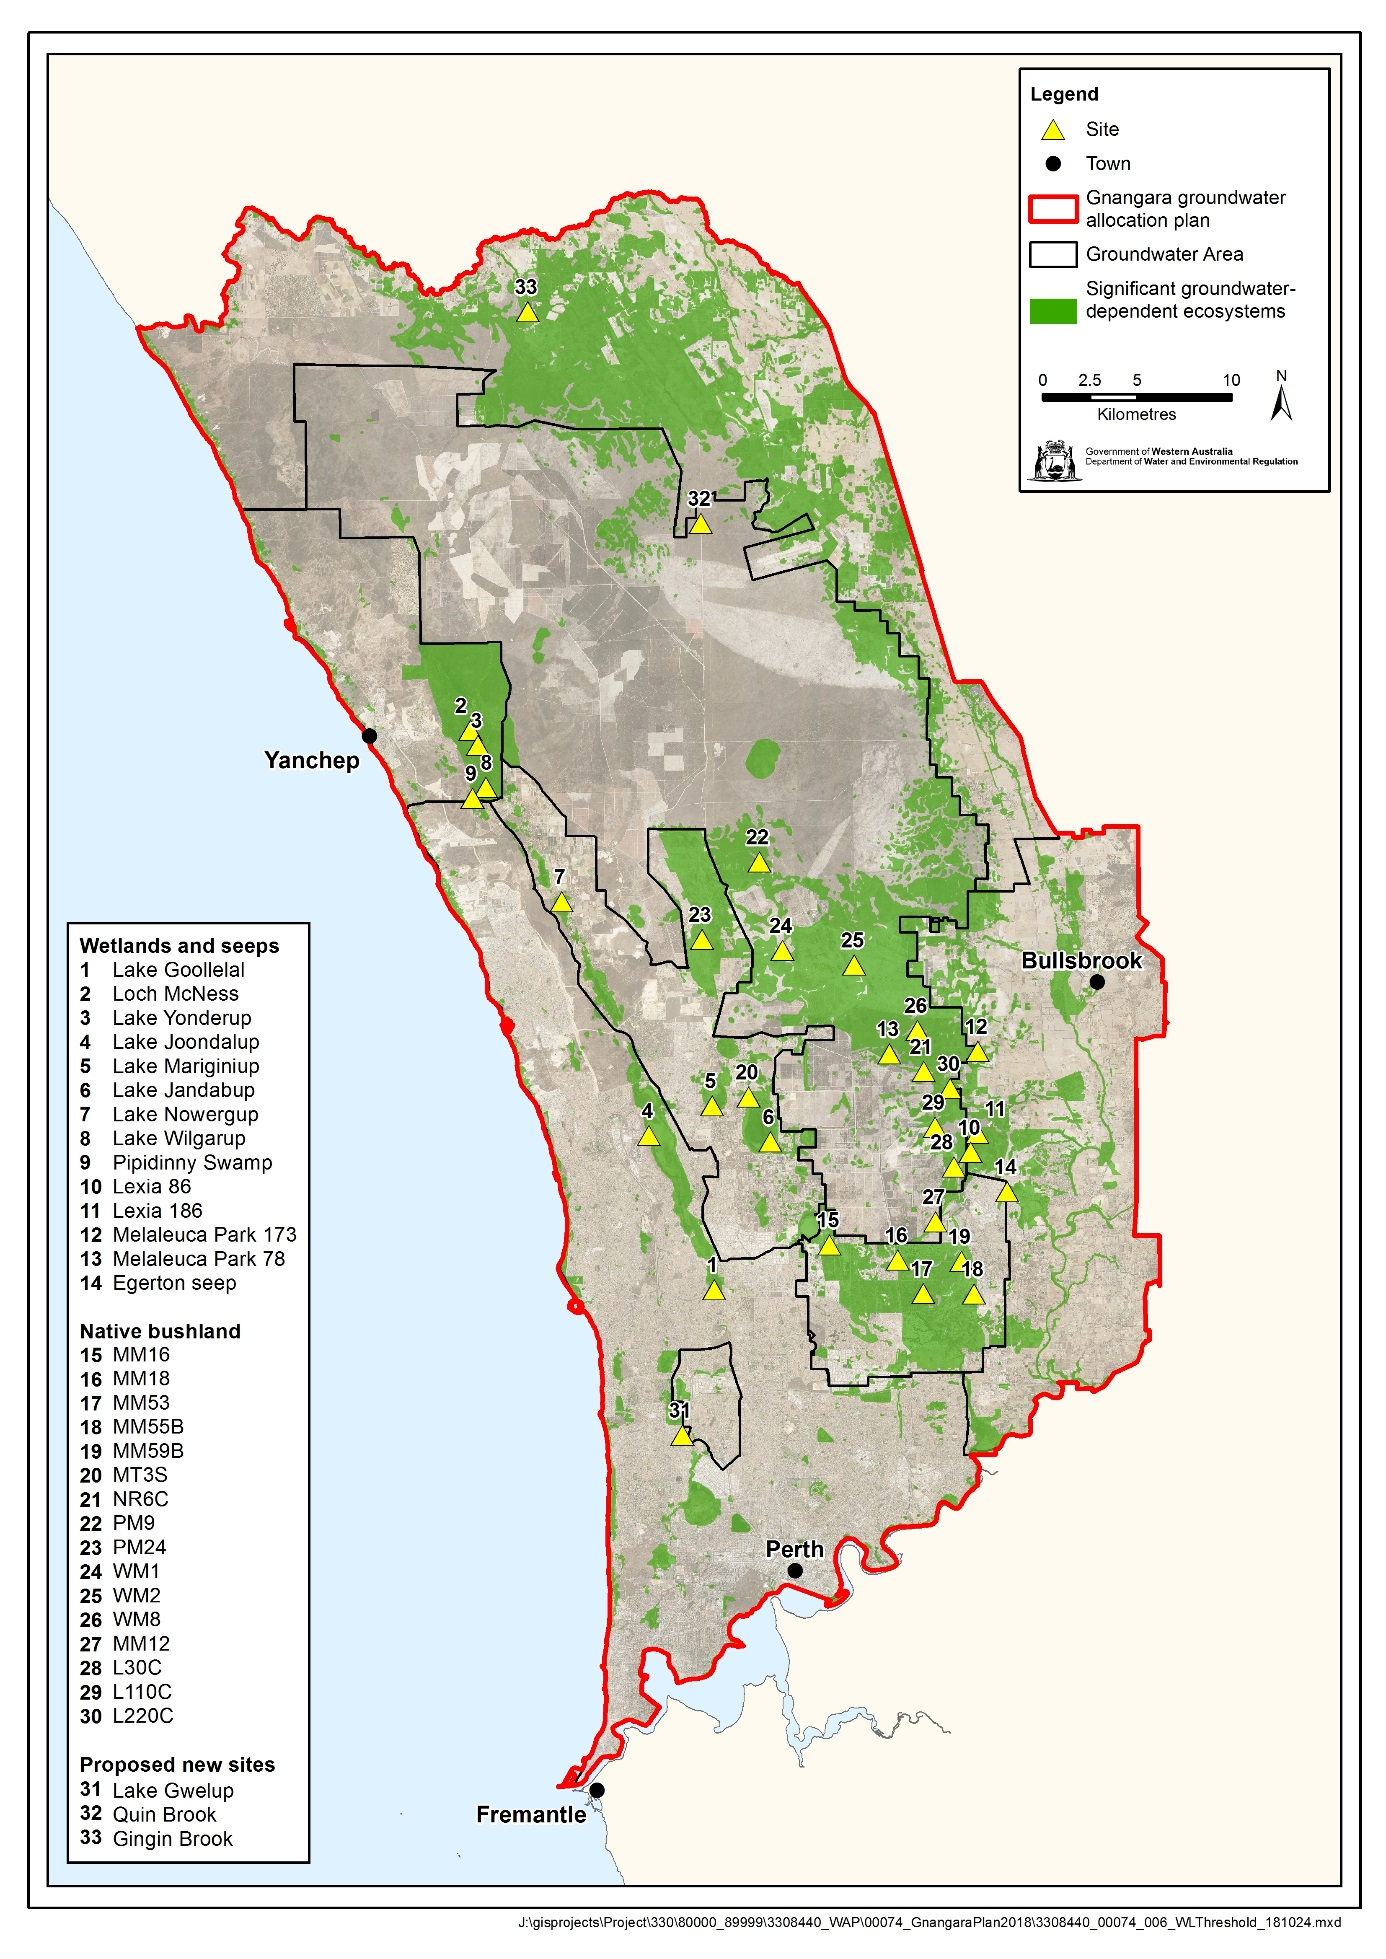 Legend
Site
Town
Gnangara groundwater
allocation plan
Groundwater Area
Significant groundwater-
dependent ecosystems
0 2.5 5 10
Kilometres
N
Government of Western Australia
Department of Water and Environmental Regulation
33
32
2
3
Yanchep
8
9
22
7
23
24
25
Bullsbrook
26
13
12
21
30
20
5
29
11
4
6
10
28
14
27
15
16
19
1
17
18
31
Perth
Fremantle
Wetlands and seeps
1 Lake Goollelal
2 Loch McNess
3 Lake Yonderup
4 Lake Joondalup
5 Lake Mariginiup
6 Lake Jandabup
7 Lake Nowergup
8 Lake Wilgarup
9 Pipidinny Swamp
10 Lexia 86
11 Lexia 186
12 Melaleuca Park 173
13 Melaleuca Park 78
14 Egerton seep
Native bushland
15 MM16
16 MM18
17 MM53
18 MM55B
19 MM59B
20 MT3S
21 NR6C
22 PM9
23 PM24
24 WM1
25 WM2
26 WM8
27 MM12
28 L30C
29 L110C
30 L220C
Proposed new sites
31 Lake Gwelup
32 Quin Brook
33 Gingin Brook
J:\gisprojects\Project\330\80000_89999\3308440_WAP\00074_GnangaraPlan2018\3308440_00074_006_WLThreshold_181024.mxd